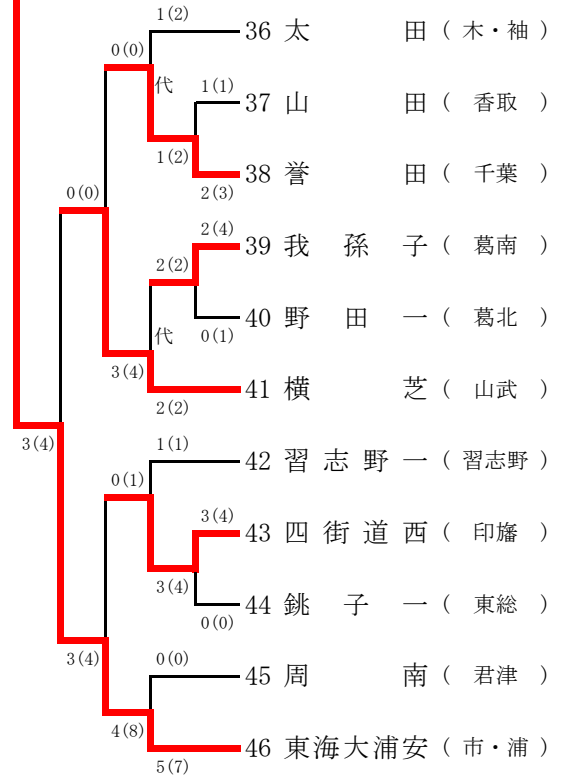 1(2)
36 太田 ( 木・袖 )
0(0)
代 1(1)
37 山田 ( 香取 )
1(2)
38 誉田 ( 千葉 )
2(3)
0(0)
2(4)
39 我孫子 ( 葛南 )
2(2)
40 野田一 ( 葛北 )
代 0(1)
3(4)
41 横芝 ( 山武 )
2(2)
3(4)
1(1)
42 習志野一 ( 習志野 )
0(1)
3(4)
43 四街道西 ( 印旛 )
3(4)
44 銚子一 ( 東総 )
0(0)
3(4)
0(0)
45 周南 ( 君津 )
4(8)
46 東海大浦安 ( 市・浦 )
5(7)